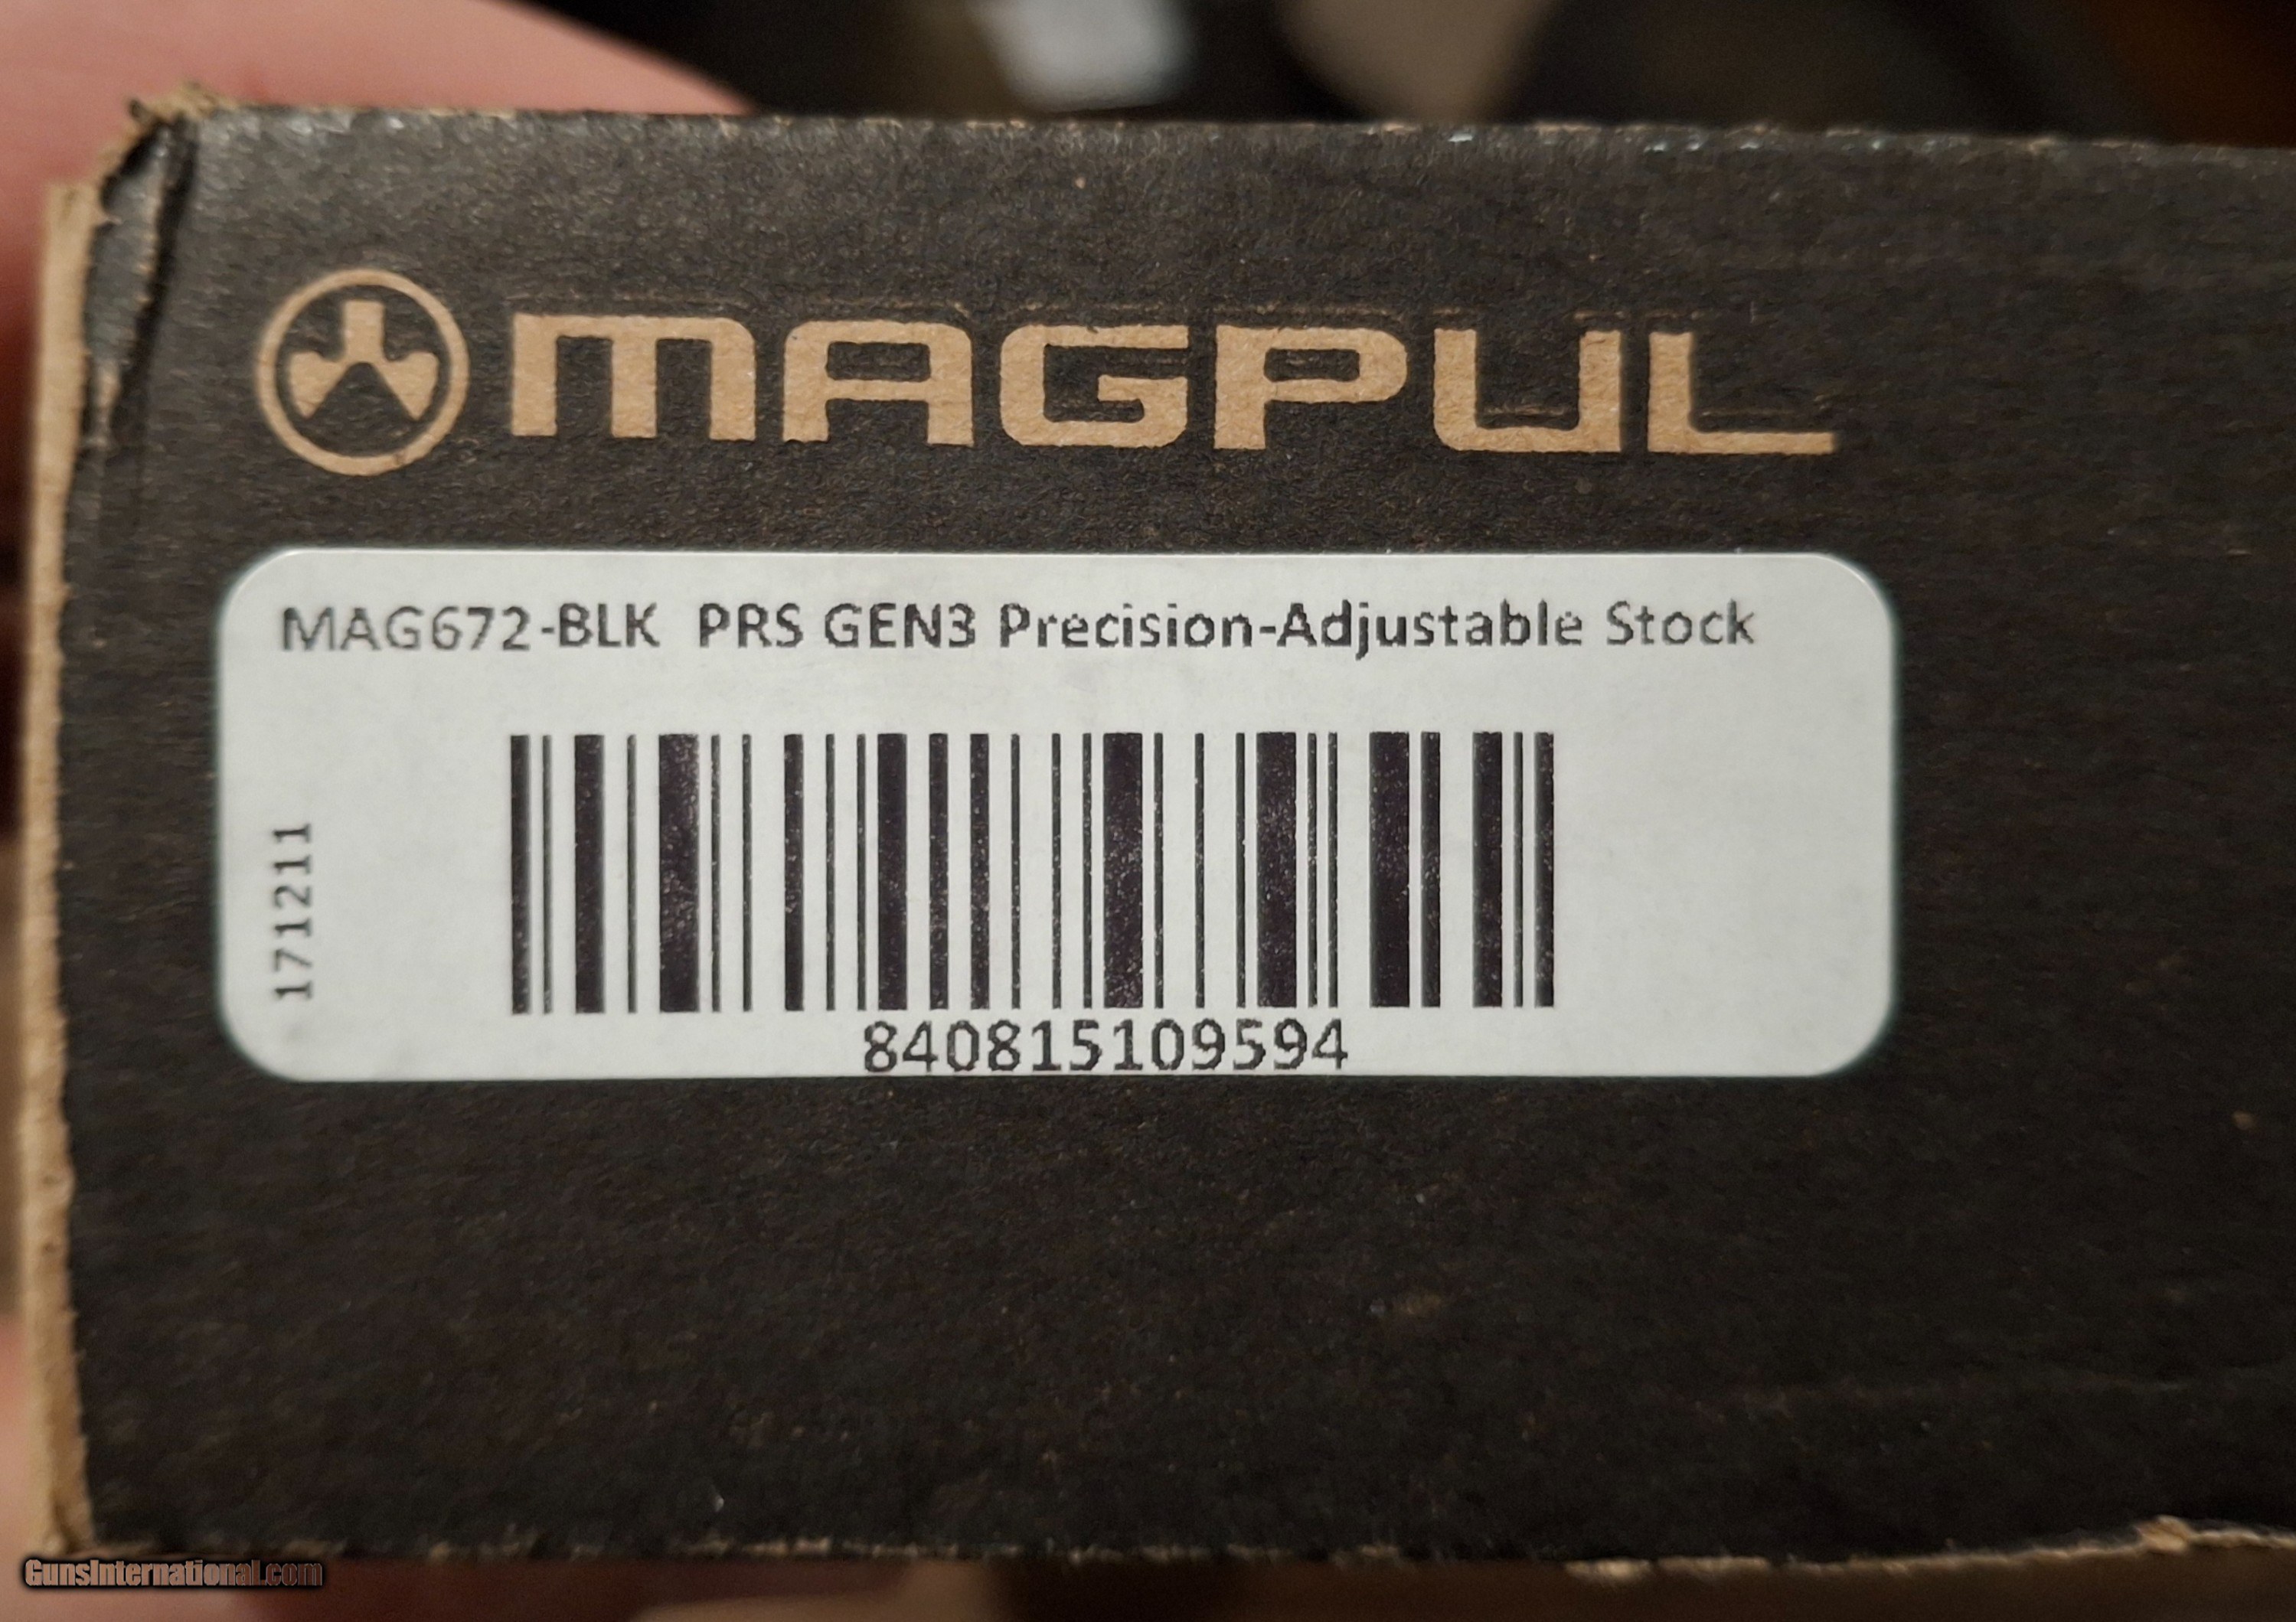 MAGPUL
MAG672-BLK PRS GEN3 Precision-Adjustable Stock
171211
840815109594
GunsInternational.com